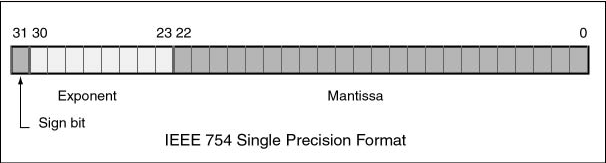 31 30 23 22 0
Exponent Mantissa
Sign bit
IEEE 754 Single Precision Format